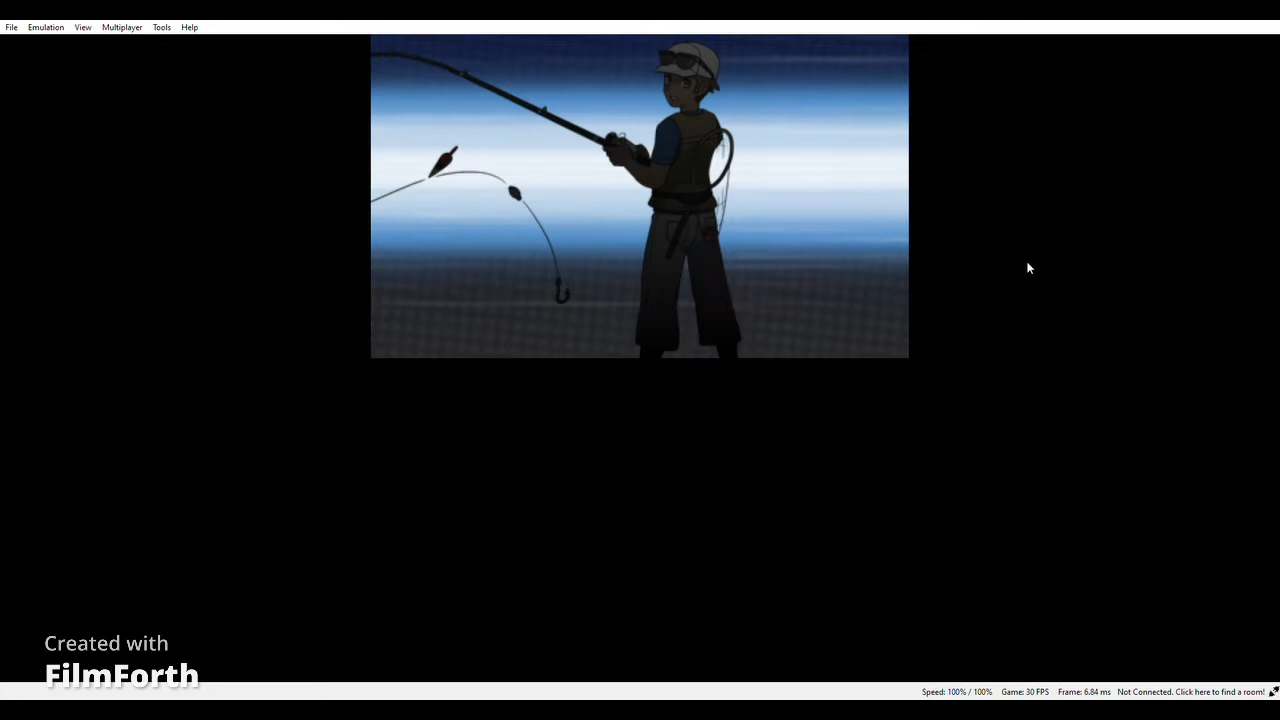 File Emulation View Multiplayer Tools Help
Created with
FilmForth
Speed: 100% / 100% Game: 30 FPS Frame: 6.84 ms Not Connected. Click here to find a room!